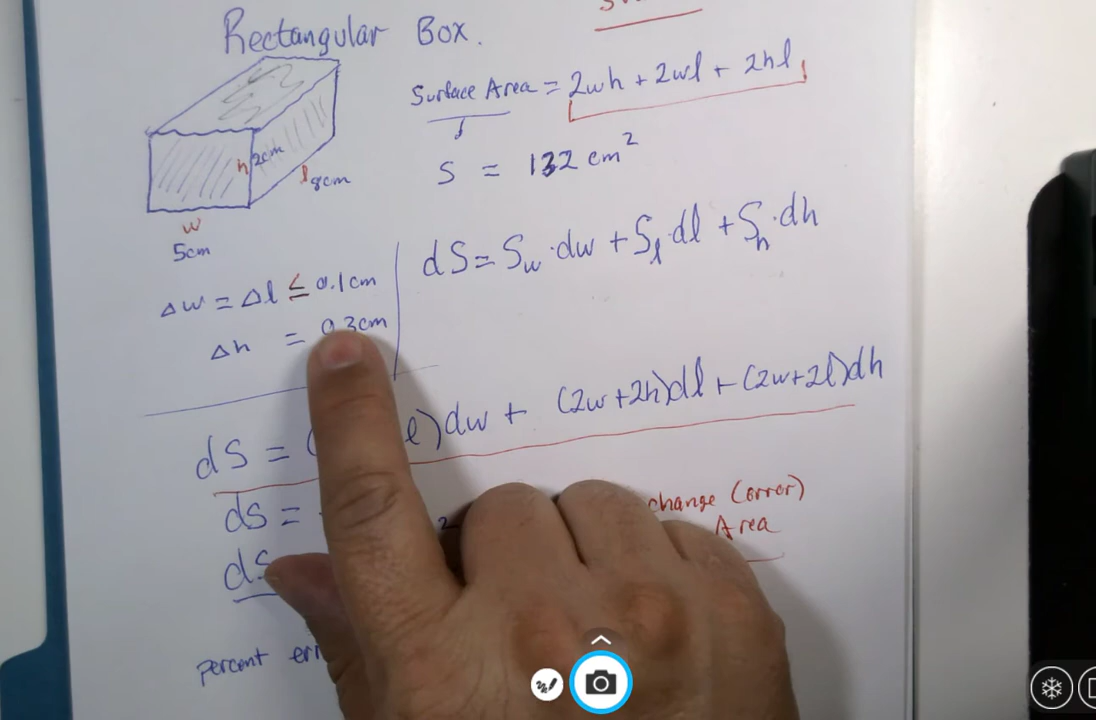 Rectangular Box.
Surface Area = 2wh + 2wl + 2hl
h 2cm
l 8cm
S = 132 cm²
w
5cm
dS = S_w · dw + S_l · dl + S_h · dh
Δw = Δl ≤ 0.1cm
Δh = 0.3cm
dS = ( l) dw + (2w + 2h) dl + (2w + 2l) dh
change (error)
ds = ²
Area
dS
percent